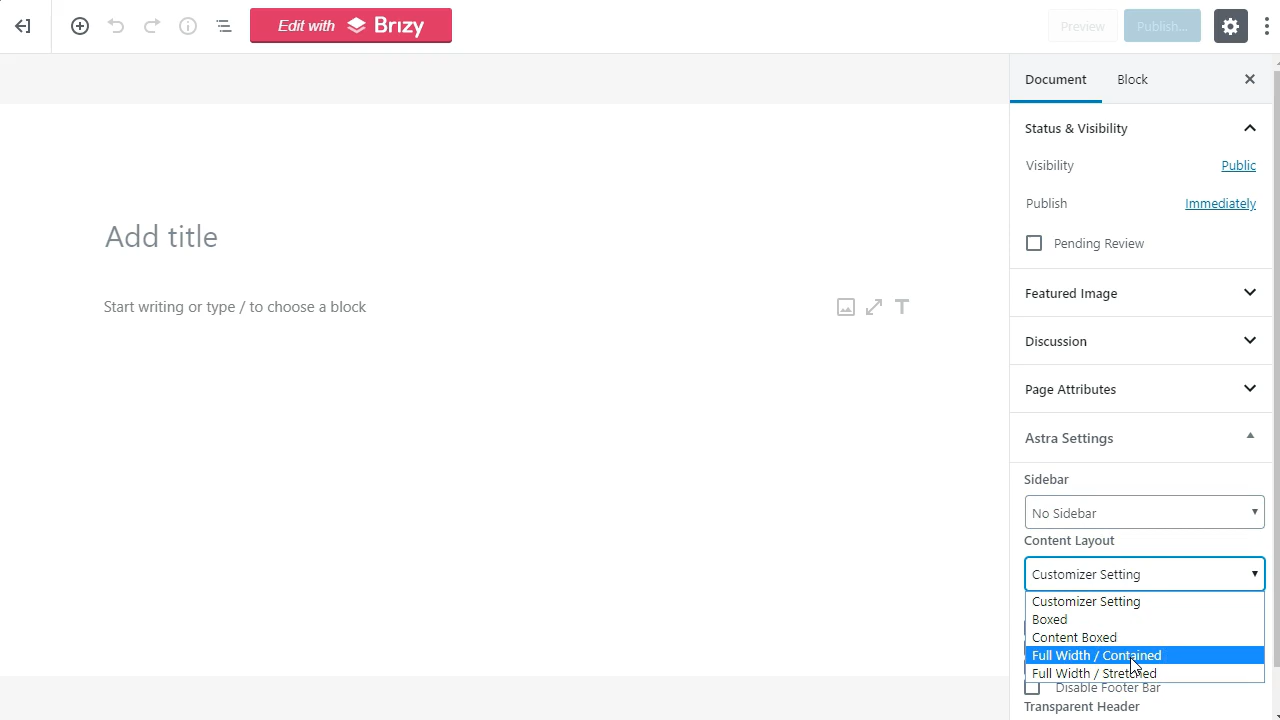 Edit with Brizy
Preview
Publish...
Document
Block
Status & Visibility
Visibility
Public
Publish
Immediately
Pending Review
Add title
Start writing or type / to choose a block
Featured Image
Discussion
Page Attributes
Astra Settings
Sidebar
No Sidebar
Content Layout
Customizer Setting
Customizer Setting
Boxed
Content Boxed
Full Width / Contained
Full Width / Stretched
Disable Footer Bar
Transparent Header